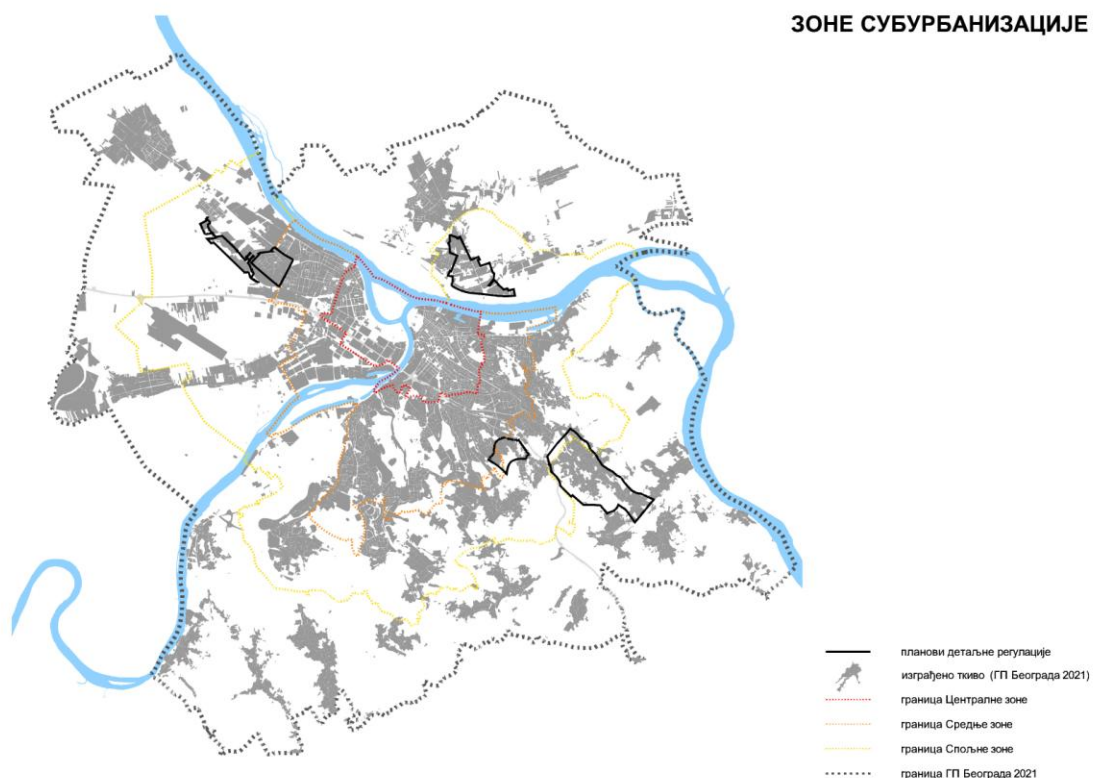 ЗОНЕ СУБУРБАНИЗАЦИЈЕ
планови детаљне регулације
изграђено ткиво (ГП Београда 2021)
граница Централне зоне
граница Средње зоне
граница Спољне зоне
граница ГП Београда 2021